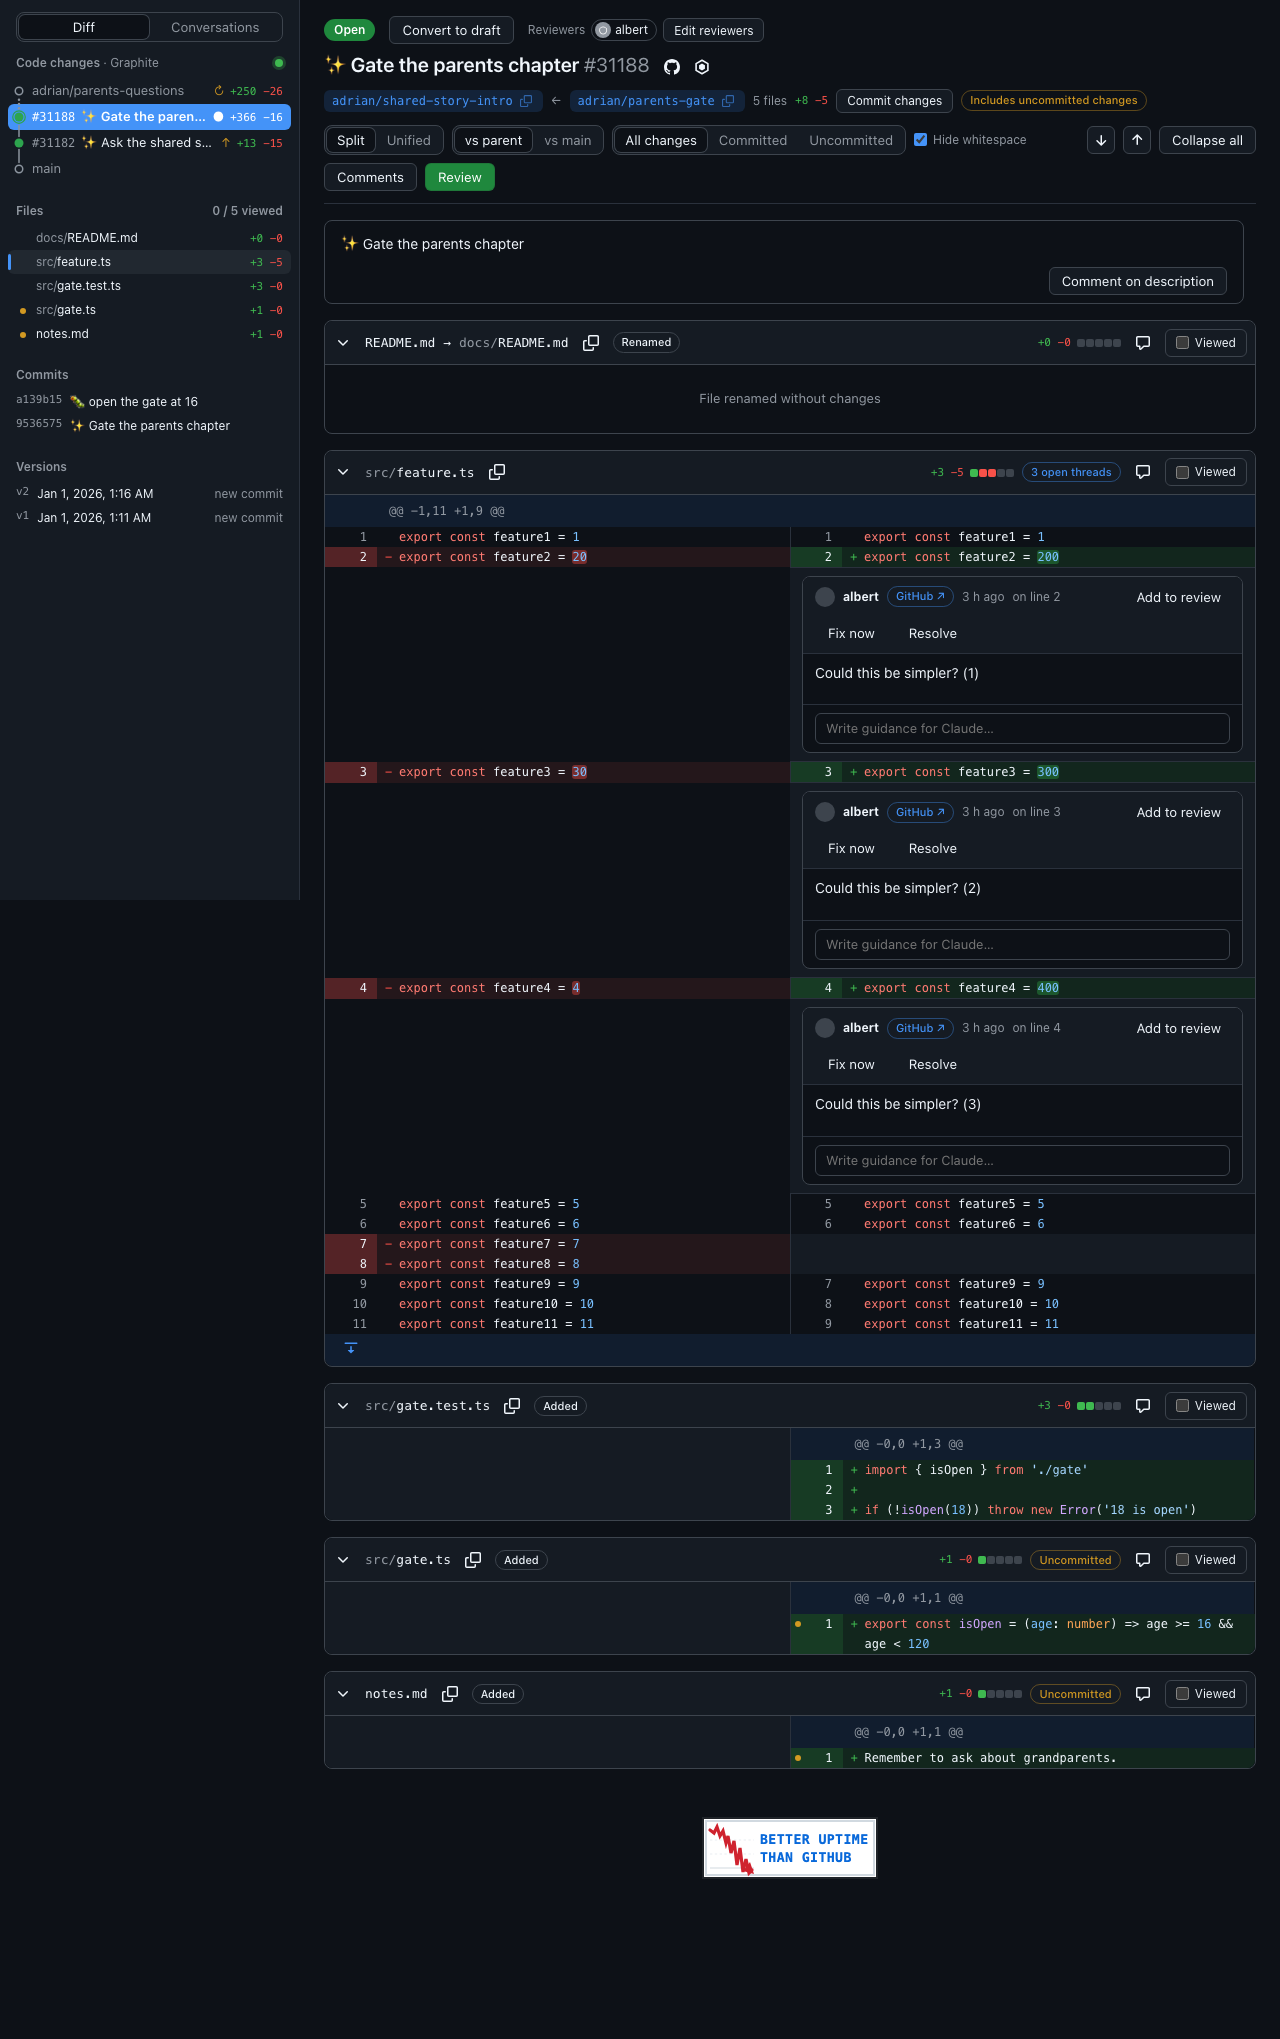 Diff
Conversations
Code changes · Graphite
adrian/parents-questions +250 −26
#31188 ✨ Gate the paren... +366 −16
#31182 ✨ Ask the shared s... +13 −15
main
Files 0 / 5 viewed
docs/README.md +0 −0
src/feature.ts +3 −5
src/gate.test.ts +3 −0
src/gate.ts +1 −0
notes.md +1 −0
Commits
a139b15 🐛 open the gate at 16
9536575 ✨ Gate the parents chapter
Versions
v2 Jan 1, 2026, 1:16 AM new commit
v1 Jan 1, 2026, 1:11 AM new commit
Open Convert to draft Reviewers albert Edit reviewers
✨ Gate the parents chapter #31188
adrian/shared-story-intro ← adrian/parents-gate 5 files +8 −5 Commit changes Includes uncommitted changes
Split Unified vs parent vs main All changes Committed Uncommitted Hide whitespace ↓ ↑ Collapse all
Comments Review
✨ Gate the parents chapter
Comment on description
README.md → docs/README.md Renamed +0 −0 Viewed
File renamed without changes
src/feature.ts +3 −5 3 open threads Viewed
@@ −1,11 +1,9 @@
1 export const feature1 = 1 1 export const feature1 = 1
2 − export const feature2 = 20 2 + export const feature2 = 200
albert GitHub ↗ 3 h ago on line 2 Add to review
Fix now Resolve
Could this be simpler? (1)
Write guidance for Claude...
3 − export const feature3 = 30 3 + export const feature3 = 300
albert GitHub ↗ 3 h ago on line 3 Add to review
Fix now Resolve
Could this be simpler? (2)
Write guidance for Claude...
4 − export const feature4 = 4 4 + export const feature4 = 400
albert GitHub ↗ 3 h ago on line 4 Add to review
Fix now Resolve
Could this be simpler? (3)
Write guidance for Claude...
5 export const feature5 = 5 5 export const feature5 = 5
6 export const feature6 = 6 6 export const feature6 = 6
7 − export const feature7 = 7
8 − export const feature8 = 8
9 export const feature9 = 9 7 export const feature9 = 9
10 export const feature10 = 10 8 export const feature10 = 10
11 export const feature11 = 11 9 export const feature11 = 11
src/gate.test.ts Added +3 −0 Viewed
@@ −0,0 +1,3 @@
1 + import { isOpen } from './gate'
2 +
3 + if (!isOpen(18)) throw new Error('18 is open')
src/gate.ts Added +1 −0 Uncommitted Viewed
@@ −0,0 +1,1 @@
1 + export const isOpen = (age: number) => age >= 16 &&
age < 120
notes.md Added +1 −0 Uncommitted Viewed
@@ −0,0 +1,1 @@
1 + Remember to ask about grandparents.
BETTER UPTIME
THAN GITHUB